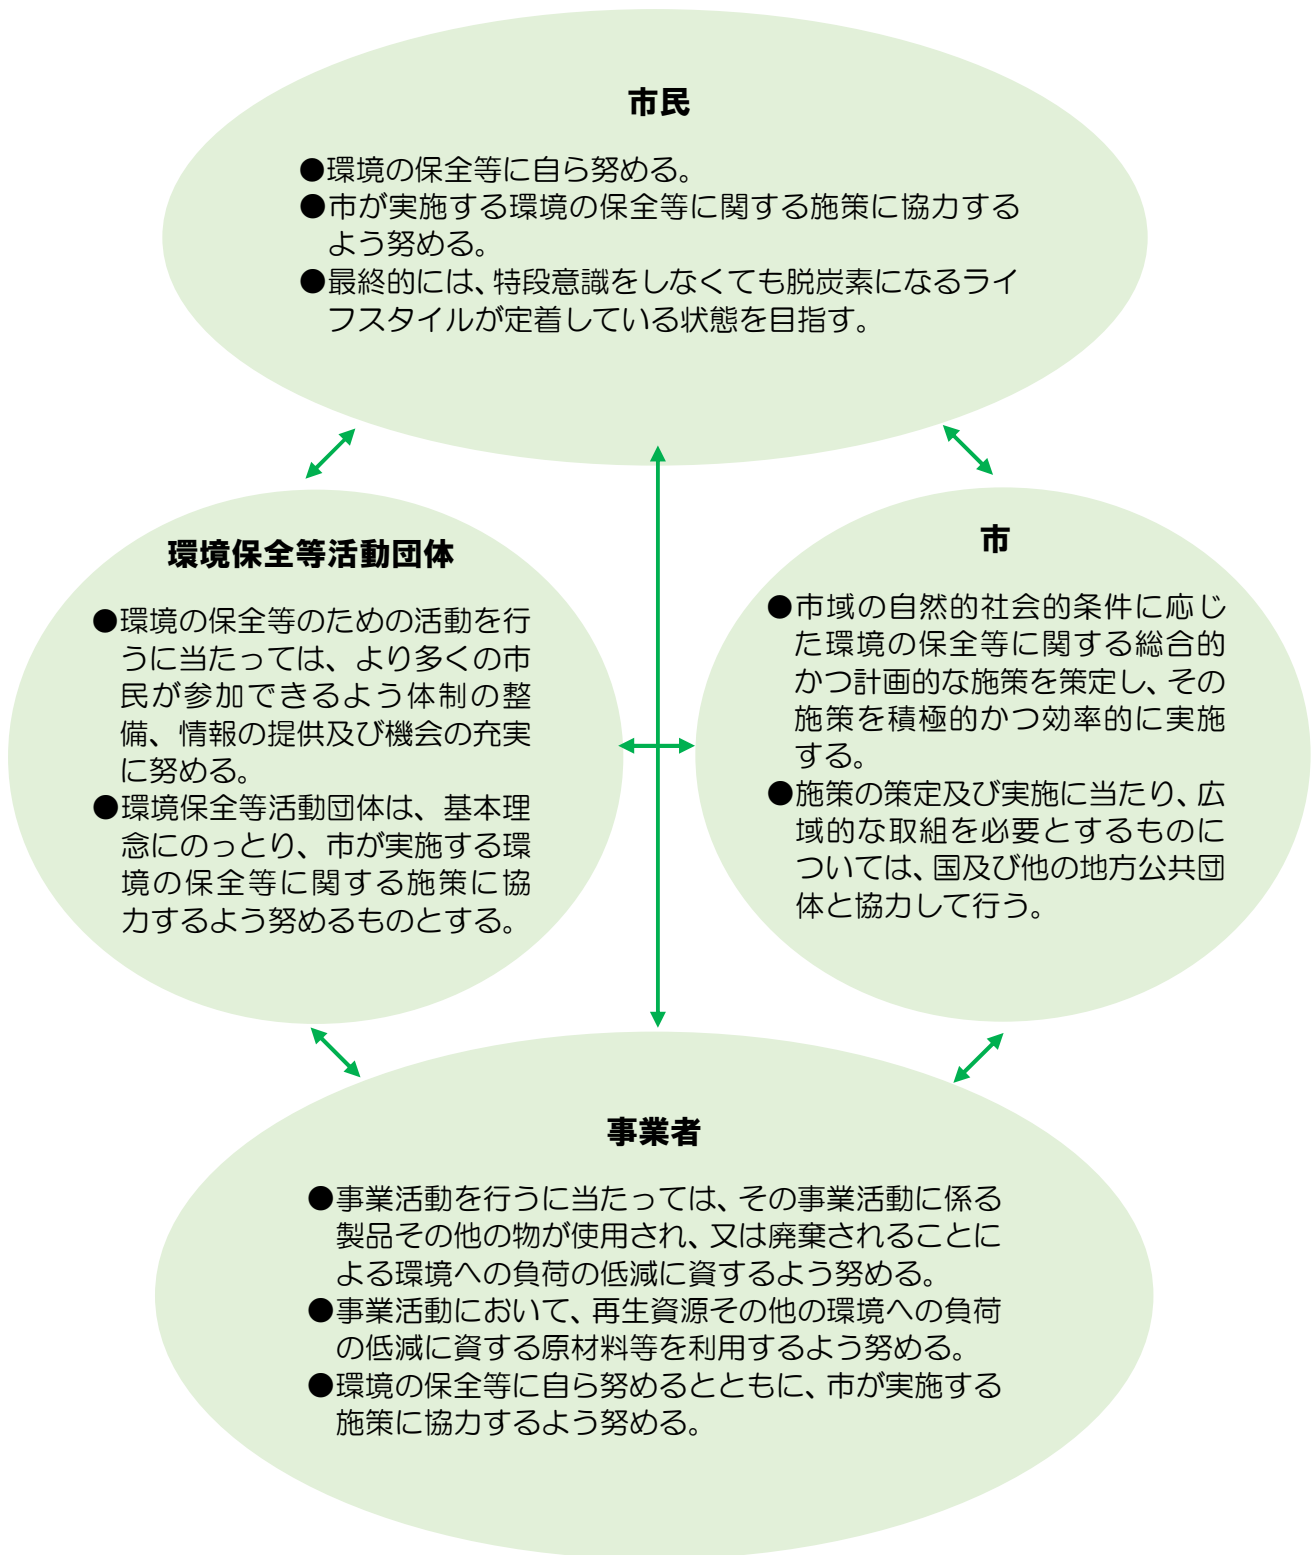 市民
●環境の保全等に自ら努める。
●市が実施する環境の保全等に関する施策に協力する
よう努める。
●最終的には、特段意識をしなくても脱炭素になるライ
フスタイルが定着している状態を目指す。
環境保全等活動団体
●環境の保全等のための活動を行
うに当たっては、より多くの市
民が参加できるよう体制の整
備、情報の提供及び機会の充実
に努める。
●環境保全等活動団体は、基本理
念にのっとり、市が実施する環
境の保全等に関する施策に協
力するよう努めるものとする。
市
●市域の自然的社会的条件に応じ
た環境の保全等に関する総合的
かつ計画的な施策を策定し、その
施策を積極的かつ効率的に実施
する。
●施策の策定及び実施に当たり、広
域的な取組を必要とするものに
ついては、国及び他の地方公共団
体と協力して行う。
事業者
●事業活動を行うに当たっては、その事業活動に係る
製品その他の物が使用され、又は廃棄されることに
よる環境への負荷の低減に資するよう努める。
●事業活動において、再生資源その他の環境への負荷
の低減に資する原材料等を利用するよう努める。
●環境の保全等に自ら努めるとともに、市が実施する
施策に協力するよう努める。